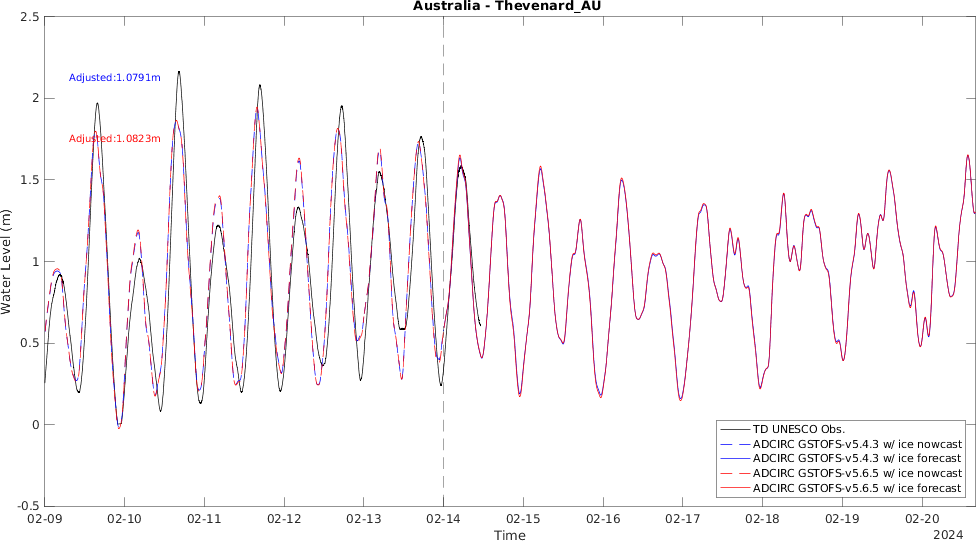 Australia - Thevenard_AU
2.5
2
1.5
1
0.5
0
-0.5
Water Level (m)
Adjusted:1.0791m
Adjusted:1.0823m
TD UNESCO Obs.
ADCIRC GSTOFS-v5.4.3 w/ ice nowcast
ADCIRC GSTOFS-v5.4.3 w/ ice forecast
ADCIRC GSTOFS-v5.6.5 w/ ice nowcast
ADCIRC GSTOFS-v5.6.5 w/ ice forecast
02-09 02-10 02-11 02-12 02-13 02-14 02-15 02-16 02-17 02-18 02-19 02-20
Time
2024